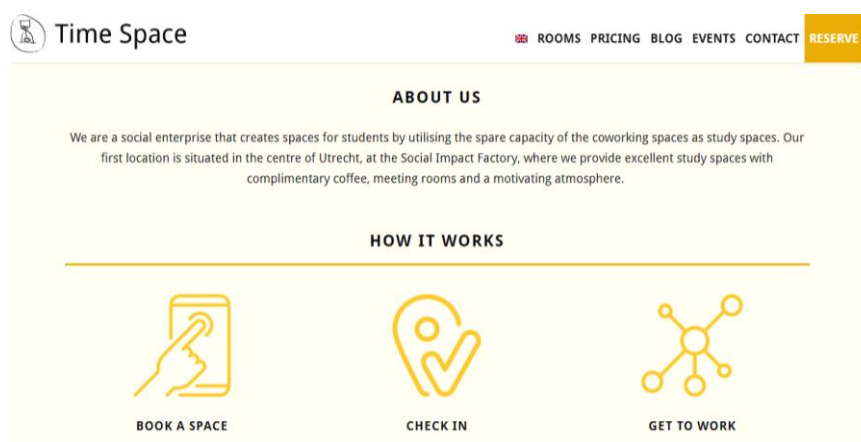 Time Space
ROOMS PRICING BLOG EVENTS CONTACT RESERVE
ABOUT US
We are a social enterprise that creates spaces for students by utilising the spare capacity of the coworking spaces as study spaces. Our
first location is situated in the centre of Utrecht, at the Social Impact Factory, where we provide excellent study spaces with
complimentary coffee, meeting rooms and a motivating atmosphere.
HOW IT WORKS
BOOK A SPACE
CHECK IN
GET TO WORK